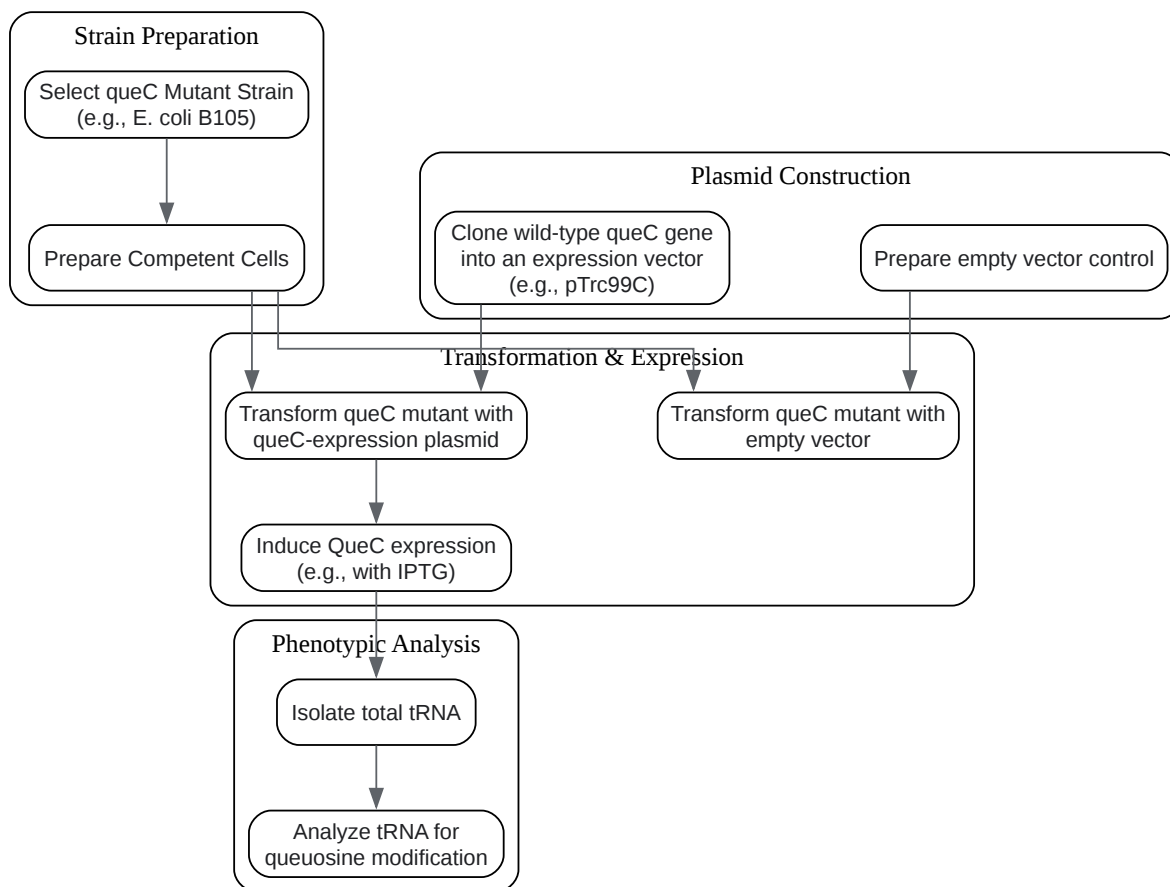 Strain Preparation
Select queC Mutant Strain
(e.g., E. coli B105)
Prepare Competent Cells
Plasmid Construction
Clone wild-type queC gene
into an expression vector
(e.g., pTrc99C)
Prepare empty vector control
Transformation & Expression
Transform queC mutant with
queC-expression plasmid
Transform queC mutant with
empty vector
Induce QueC expression
(e.g., with IPTG)
Phenotypic Analysis
Isolate total tRNA
Analyze tRNA for
queuosine modification